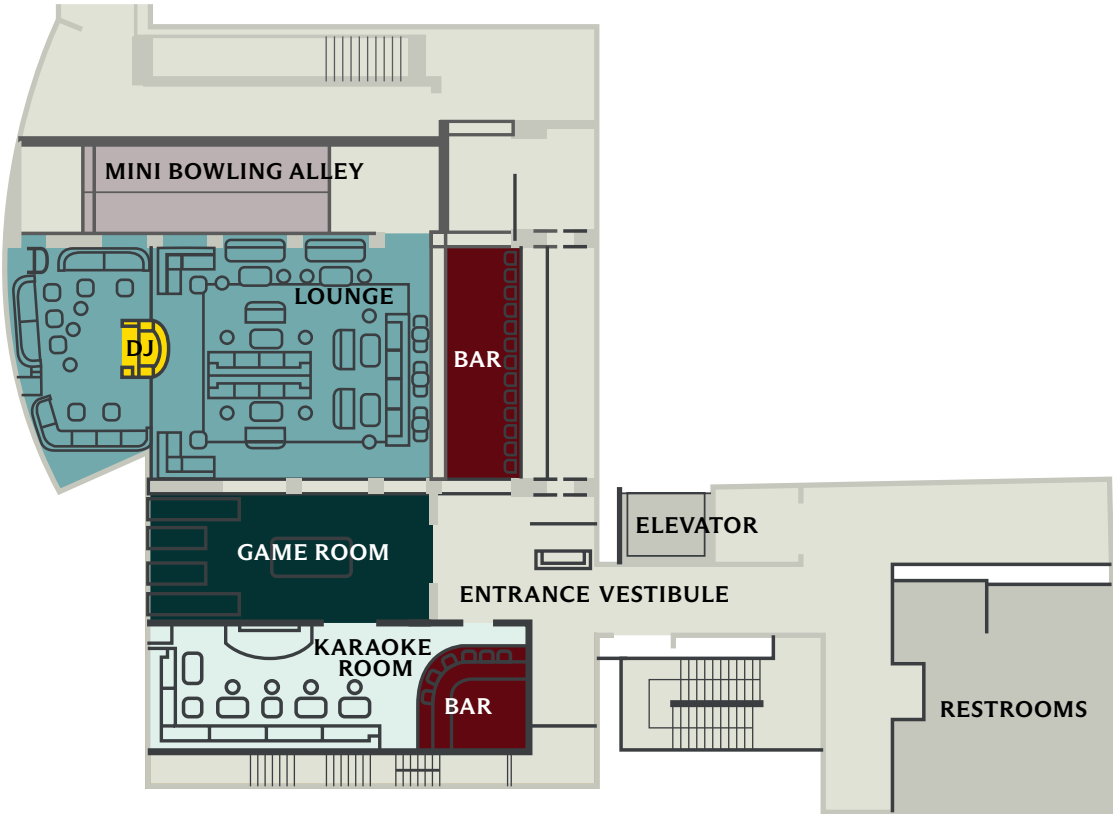 MINI BOWLING ALLEY
LOUNGE
DJ
BAR
ELEVATOR
GAME ROOM
ENTRANCE VESTIBULE
KARAOKE
ROOM
BAR
RESTROOMS